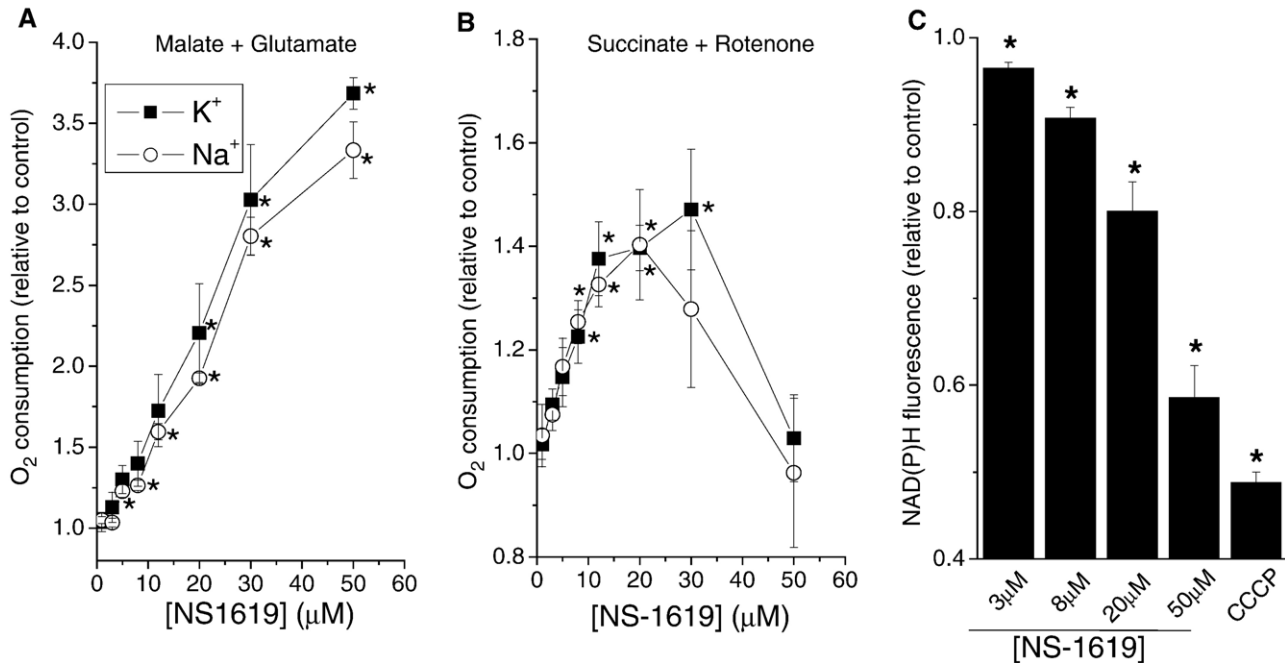 A
Malate + Glutamate
4.0
3.5
3.0
2.5
2.0
1.5
1.0
O₂ consumption (relative to control)
K⁺
Na⁺
*
*
*
*
*
*
*
*
*
0 10 20 30 40 50 60
[NS1619] (μM)
B
Succinate + Rotenone
1.8
1.6
1.4
1.2
1.0
0.8
O₂ consumption (relative to control)
*
*
*
*
*
*
*
0 10 20 30 40 50 60
[NS-1619] (μM)
C
1.0
0.8
0.6
0.4
NAD(P)H fluorescence (relative to control)
*
*
*
*
*
3μM 8μM 20μM 50μM CCCP
[NS-1619]